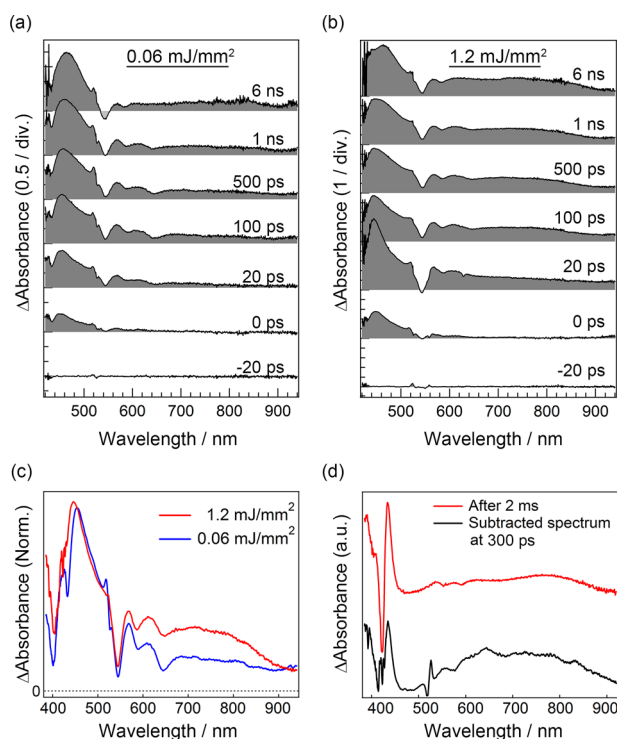 (a)
0.06 mJ/mm²
6 ns
1 ns
500 ps
100 ps
20 ps
0 ps
-20 ps
ΔAbsorbance (0.5 / div.)
500 600 700 800 900
Wavelength / nm
(b)
1.2 mJ/mm²
6 ns
1 ns
500 ps
100 ps
20 ps
0 ps
-20 ps
ΔAbsorbance (1 / div.)
500 600 700 800 900
Wavelength / nm
(c)
1.2 mJ/mm²
0.06 mJ/mm²
ΔAbsorbance (Norm.)
0
400 500 600 700 800 900
Wavelength / nm
(d)
After 2 ms
Subtracted spectrum
at 300 ps
ΔAbsorbance (a.u.)
400 500 600 700 800 900
Wavelength / nm